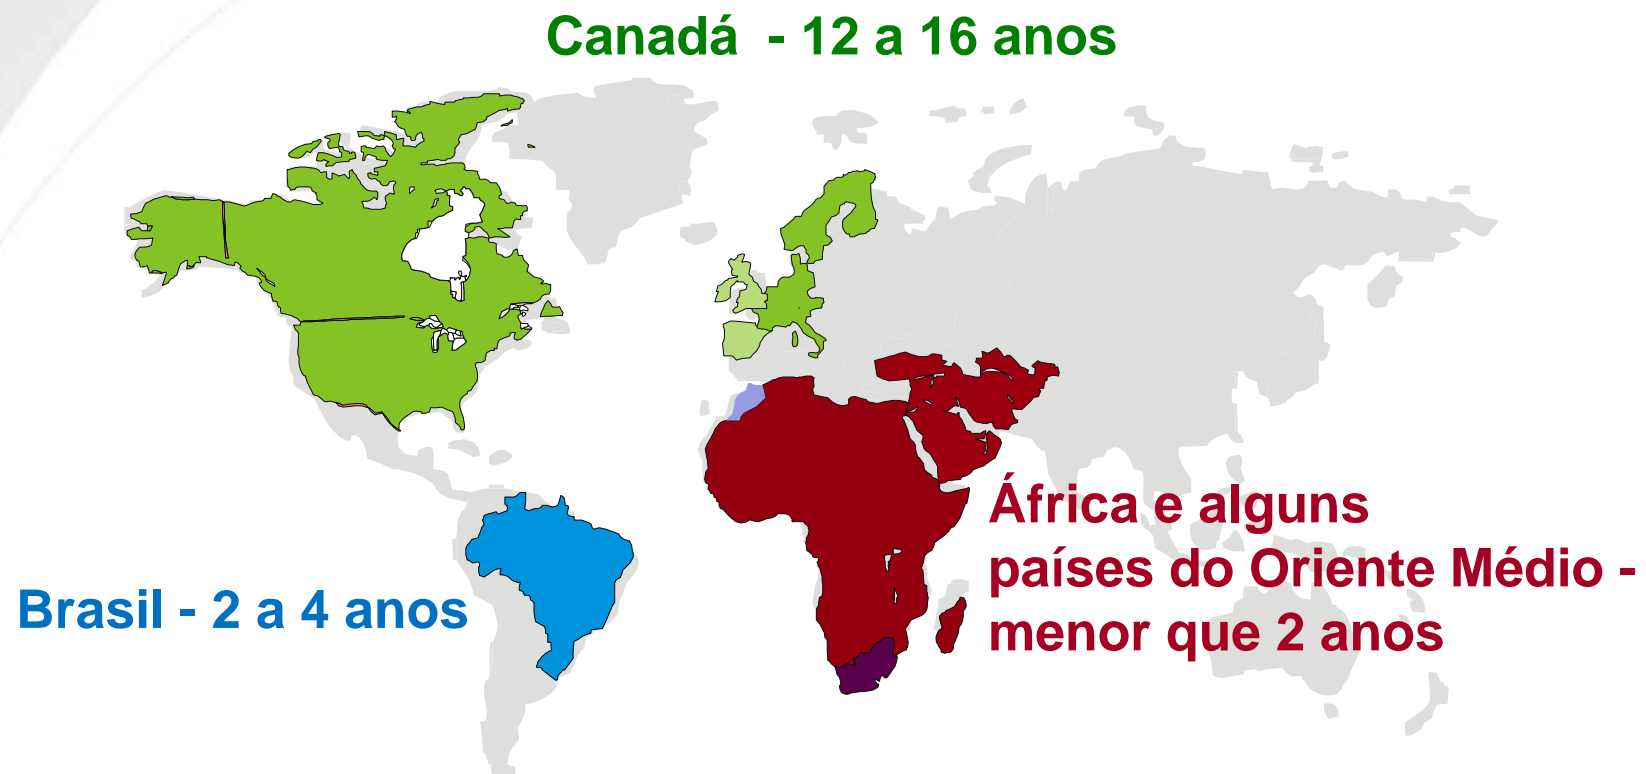 Canadá - 12 a 16 anos
África e alguns
países do Oriente Médio -
menor que 2 anos
Brasil - 2 a 4 anos